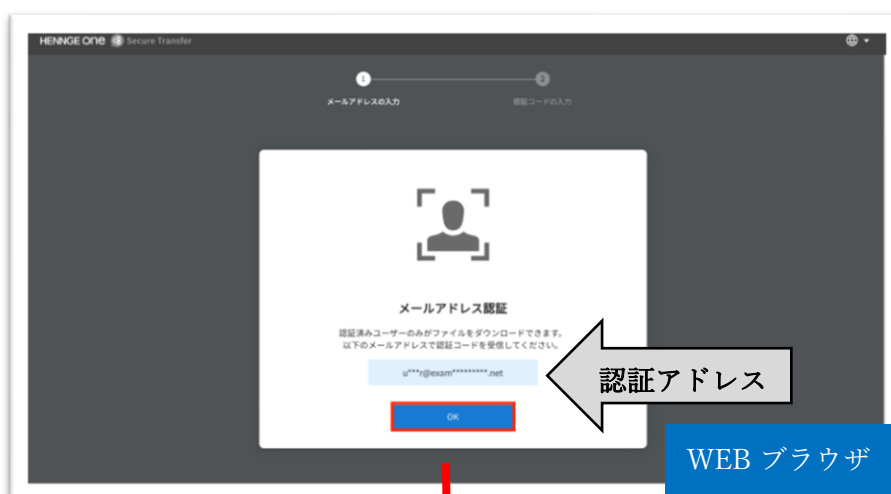 HENNGE one Secure Transfer
1 2
メールアドレスの入力 認証コードの入力
メールアドレス認証
認証済みユーザーのみがファイルをダウンロードできます。
以下のメールアドレスで認証コードを受信してください。
u***r@exam*********.net
認証アドレス
OK
WEB ブラウザ